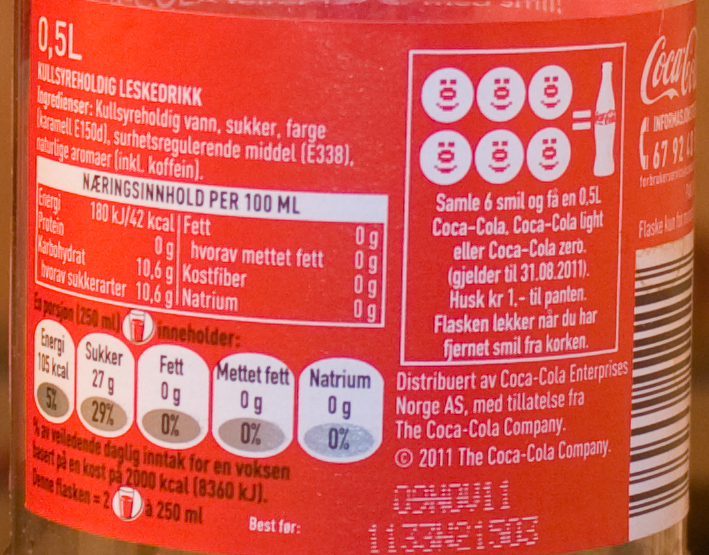 0,5L
KULLSYREHOLDIG LESKEDRIKK
Ingredienser: Kullsyreholdig vann, sukker, farge
(karamell E150d), surhetsregulerende middel (E338),
naturlige aromaer (inkl. koffein).
NÆRINGSINNHOLD PER 100 ML
Energi 180 kJ/42 kcal
Protein 0 g
Karbohydrat 10,6 g
hvorav sukkerarter 10,6 g
Fett 0 g
hvorav mettet fett 0 g
Kostfiber 0 g
Natrium 0 g
En porsjon (250 ml) inneholder:
Energi
105 kcal
5%
Sukker
27 g
29%
Fett
0 g
0%
Mettet fett
0 g
0%
Natrium
0 g
0%
% av veiledende daglig inntak for en voksen
basert på en kost på 2000 kcal (8360 kJ).
Denne flasken = 2 à 250 ml
Best før:
09NOV11
1133W21503
=
Samle 6 smil og få en 0,5L
Coca-Cola, Coca-Cola light
eller Coca-Cola zero.
(gjelder til 31.08.2011).
Husk kr 1,- til panten.
Flasken lekker når du har
fjernet smil fra korken.
Distribuert av Coca-Cola Enterprises
Norge AS, med tillatelse fra
The Coca-Cola Company.
© 2011 The Coca-Cola Company.
67 92
Flaske kun for